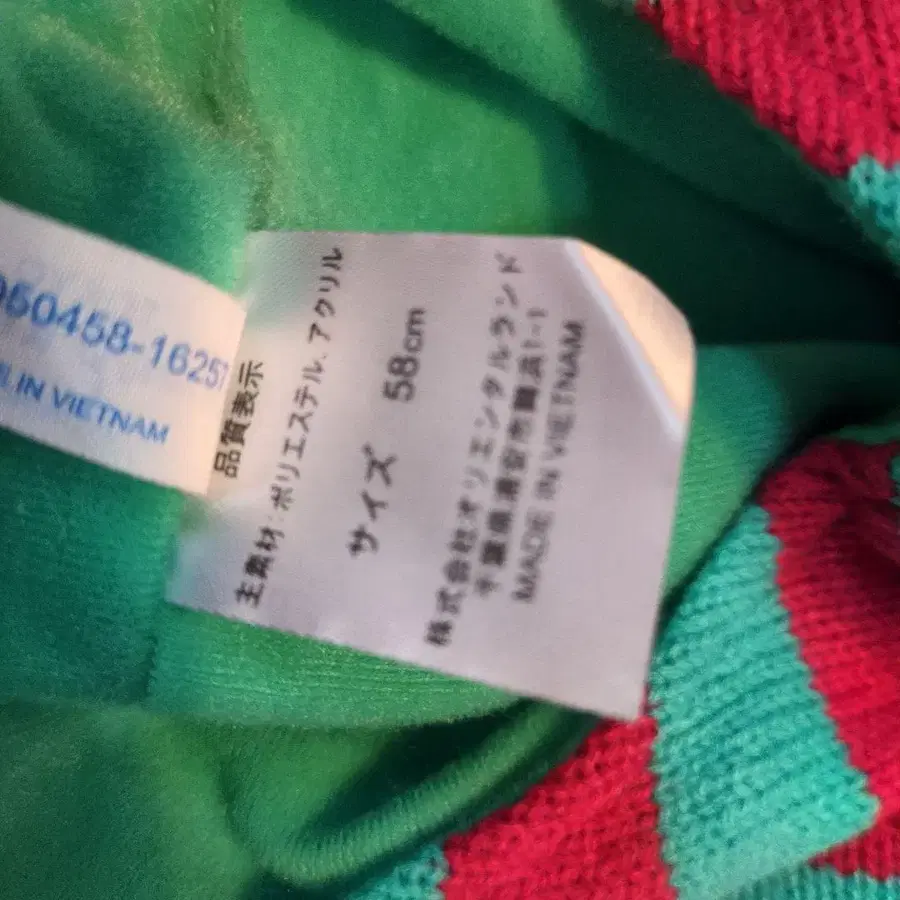 050458-16257
IN VIETNAM
品質表示
主素材：ポリエステル．アクリル
サイズ 58cm
株式会社オリエンタルランド
千葉県浦安市舞浜1-1
MADE IN VIETNAM